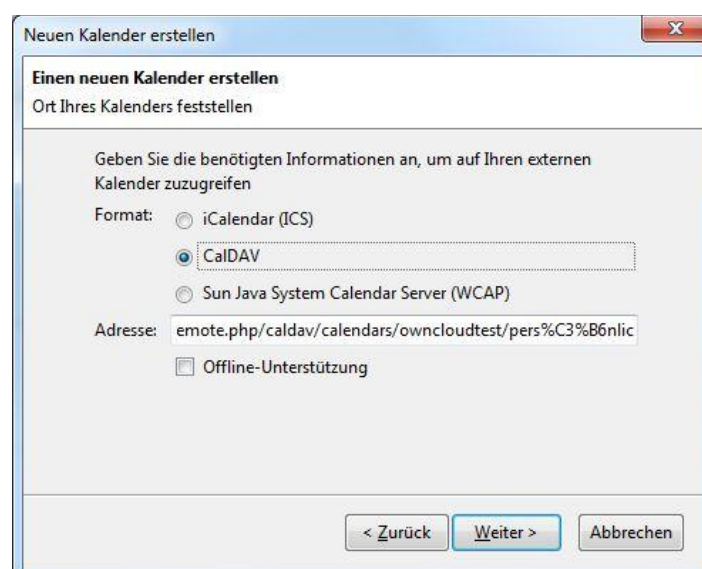 Neuen Kalender erstellen
Einen neuen Kalender erstellen
Ort Ihres Kalenders feststellen
Geben Sie die benötigten Informationen an, um auf Ihren externen
Kalender zuzugreifen
Format: iCalendar (ICS)
CalDAV
Sun Java System Calendar Server (WCAP)
Adresse: emote.php/caldav/calendars/owncloudtest/pers%C3%B6nlic
Offline-Unterstützung
< Zurück Weiter > Abbrechen